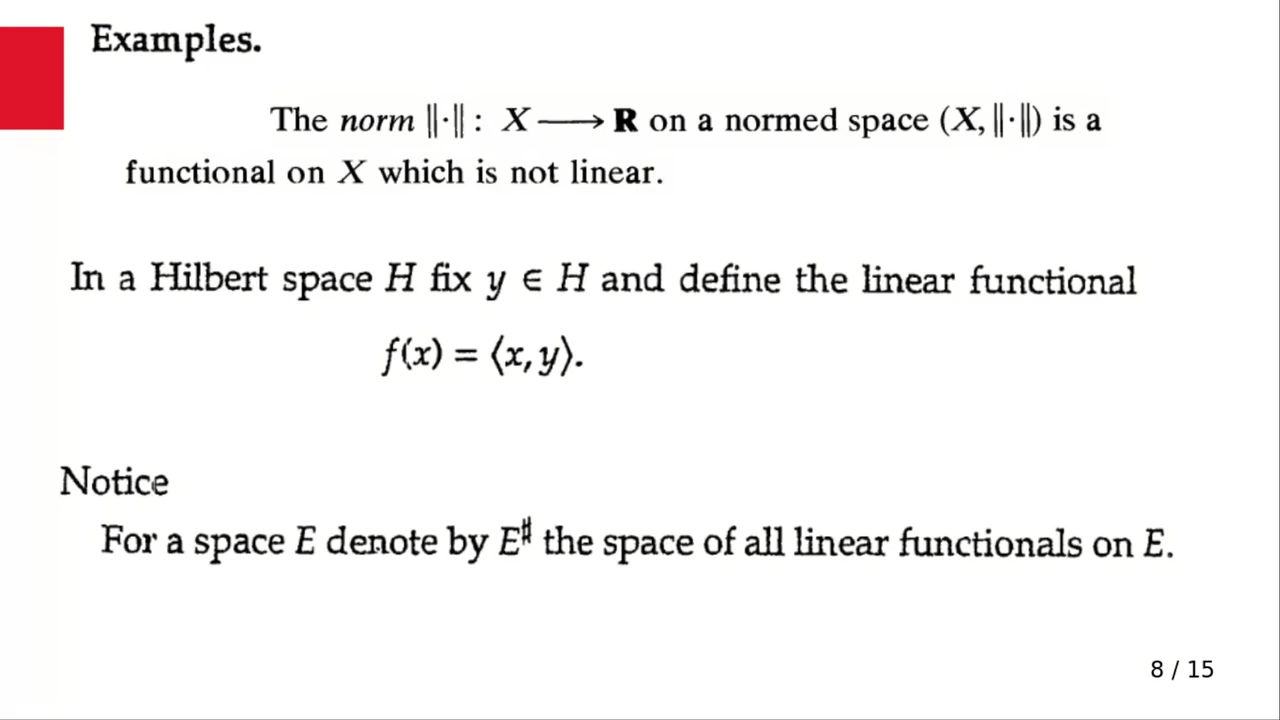 Examples.
The norm ‖·‖ : X ⟶ R on a normed space (X, ‖·‖) is a
functional on X which is not linear.
In a Hilbert space H fix y ∈ H and define the linear functional
f(x) = ⟨x, y⟩.
Notice
For a space E denote by E♯ the space of all linear functionals on E.
8 / 15